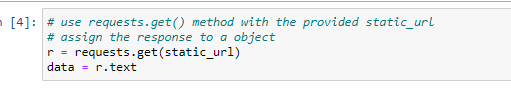 [4]: # use requests.get() method with the provided static_url
# assign the response to a object
r = requests.get(static_url)
data = r.text